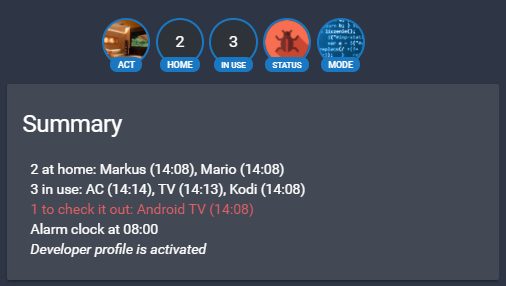 2
3
ACT
HOME
IN USE
STATUS
MODE
Summary
2 at home: Markus (14:08), Mario (14:08)
3 in use: AC (14:14), TV (14:13), Kodi (14:08)
1 to check it out: Android TV (14:08)
Alarm clock at 08:00
Developer profile is activated